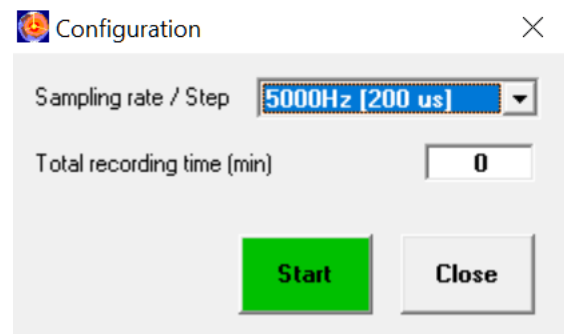 Configuration
Sampling rate / Step 5000Hz [200 us]
Total recording time (min) 0
Start Close